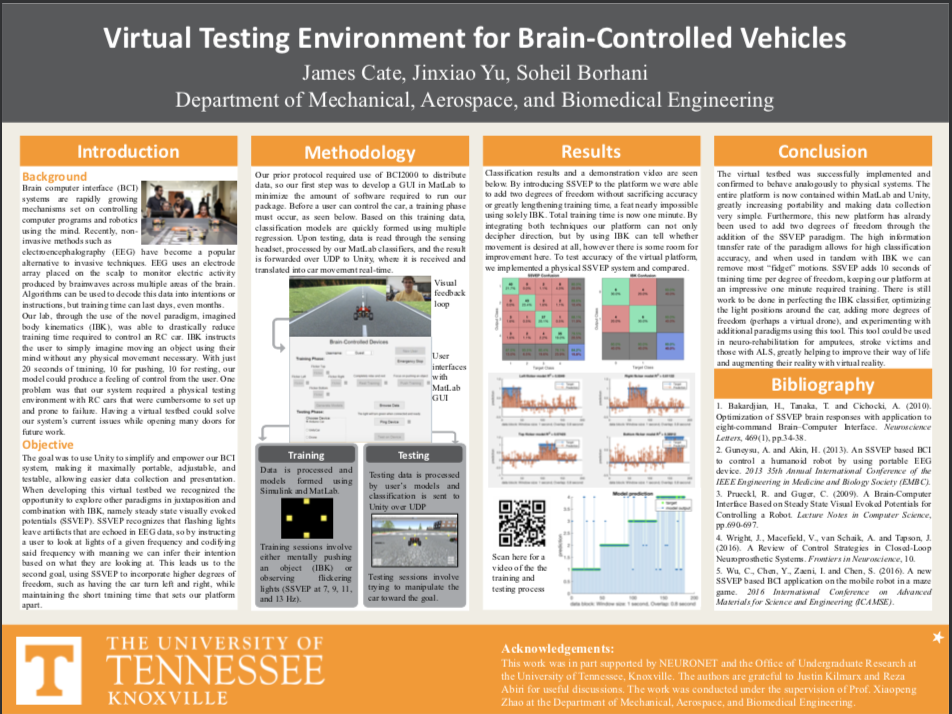 Virtual Testing Environment for Brain-Controlled Vehicles
James Cate, Jinxiao Yu, Soheil Borhani
Department of Mechanical, Aerospace, and Biomedical Engineering
Introduction
Background
Brain computer interface (BCI)
systems are rapidly growing
mechanisms set on controlling
computer programs and robotics
using the mind. Recently, non-
invasive methods such as
electroencephalography (EEG) have become a popular
alternative to invasive techniques. EEG uses an electrode
array placed on the scalp to monitor electric activity
produced by brainwaves across multiple areas of the brain.
Algorithms can be used to decode this data into intentions or
instructions, but training time can last days, even months.
Our lab, through the use of the novel paradigm, imagined
body kinematics (IBK), was able to drastically reduce
training time required to control an RC car. IBK instructs
the user to simply imagine moving an object using their
mind without any physical movement necessary. With just
20 seconds of training, 10 for pushing, 10 for resting, our
model could produce a feeling of control from the user. One
problem was that our system required a physical testing
environment with RC cars that were cumbersome to set up
and prone to failure. Having a virtual testbed could solve
our system's current issues while opening many doors for
future work.
Objective
The goal was to use Unity to simplify and empower our BCI
system, making it maximally portable, adjustable, and
testable, allowing easier data collection and presentation.
When developing this virtual testbed we recognized the
opportunity to explore other paradigms in juxtaposition and
combination with IBK, namely steady state visually evoked
potentials (SSVEP). SSVEP recognizes that flashing lights
leave artifacts that are echoed in EEG data, so by instructing
a user to look at lights of a given frequency and codifying
said frequency with meaning we can infer their intention
based on what they are looking at. This leads us to the
second goal, using SSVEP to incorporate higher degrees of
freedom, such as having the car turn left and right, while
maintaining the short training time that sets our platform
apart.
Methodology
Our prior protocol required use of BCI2000 to distribute
data, so our first step was to develop a GUI in MatLab to
minimize the amount of software required to run our
package. Before a user can control the car, a training phase
must occur, as seen below. Based on this training data,
classification models are quickly formed using multiple
regression. Upon testing, data is read through the sensing
headset, processed by our MatLab classifiers, and the result
is forwarded over UDP to Unity, where it is received and
translated into car movement real-time.
Visual
feedback
loop
Brain-Controlled Devices
Training Phase:
Testing Phase:
User
interfaces
with
MatLab
GUI
Training
Data is processed and
models formed using
Simulink and MatLab.
Training sessions involve
either mentally pushing
an object (IBK) or
observing flickering
lights (SSVEP at 7, 9, 11,
and 13 Hz).
Testing
Testing data is processed
by user's models and
classification is sent to
Unity over UDP
Testing sessions involve
trying to manipulate the
car toward the goal.
Results
Classification results and a demonstration video are seen
below. By introducing SSVEP to the platform we were able
to add two degrees of freedom without sacrificing accuracy
or greatly lengthening training time, a feat nearly impossible
using solely IBK. Total training time is now one minute. By
integrating both techniques our platform can not only
decipher direction, but by using IBK can tell whether
movement is desired at all, however there is some room for
improvement here. To test accuracy of the virtual platform,
we implemented a physical SSVEP system and compared.
SSVEP Confusion
Target Class
Target Class
Scan here for
a video of the
training and
testing process
Model prediction
target
model output
prediction
data block: Window size: 1 second, Overlap: 0.8 second
Conclusion
The virtual testbed was successfully implemented and
confirmed to behave analogously to physical systems. The
entire platform is now contained within MatLab and Unity,
greatly increasing portability and making data collection
very simple. Furthermore, this new platform has already
been used to add two degrees of freedom through the
addition of the SSVEP paradigm. The high information
transfer rate of the paradigm allows for high classification
accuracy, and when used in tandem with IBK we can
remove most "fidget" motions. SSVEP adds 10 seconds of
training time per degree of freedom, keeping our platform at
an impressive one minute required training. There is still
work to be done in perfecting the IBK classifier, optimizing
the light positions around the car, adding more degrees of
freedom (perhaps a virtual drone), and experimenting with
additional paradigms using this tool. This tool could be used
in neuro-rehabilitation for amputees, stroke victims and
those with ALS, greatly helping to improve their way of life
and augmenting their reality with virtual reality.
Bibliography
1. Bakardjian, H., Tanaka, T. and Cichocki, A. (2010).
Optimization of SSVEP brain responses with application to
eight-command Brain–Computer Interface. Neuroscience
Letters, 469(1), pp.34-38.
2. Guneysu, A. and Akin, H. (2013). An SSVEP based BCI
to control a humanoid robot by using portable EEG
device. 2013 35th Annual International Conference of the
IEEE Engineering in Medicine and Biology Society (EMBC).
3. Prueckl, R. and Guger, C. (2009). A Brain-Computer
Interface Based on Steady State Visual Evoked Potentials for
Controlling a Robot. Lecture Notes in Computer Science,
pp.690-697.
4. Wright, J., Macefield, V., van Schaik, A. and Tapson, J.
(2016). A Review of Control Strategies in Closed-Loop
Neuroprosthetic Systems. Frontiers in Neuroscience, 10.
5. Wu, C., Chen, Y., Zaeni, I. and Chen, S. (2016). A new
SSVEP based BCI application on the mobile robot in a maze
game. 2016 International Conference on Advanced
Materials for Science and Engineering (ICAMSE).
T
THE UNIVERSITY OF
TENNESSEE
KNOXVILLE
Acknowledgements:
This work was in part supported by NEURONET and the Office of Undergraduate Research at
the University of Tennessee, Knoxville. The authors are grateful to Justin Kilmarx and Reza
Abiri for useful discussions. The work was conducted under the supervision of Prof. Xiaopeng
Zhao at the Department of Mechanical, Aerospace, and Biomedical Engineering.